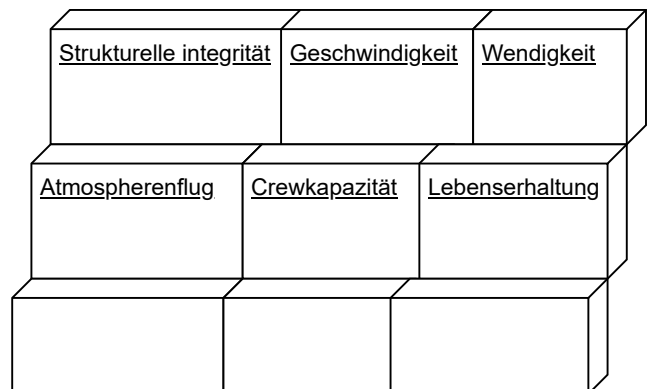 Strukturelle integrität Geschwindigkeit Wendigkeit
Atmospherenflug Crewkapazität Lebenserhaltung